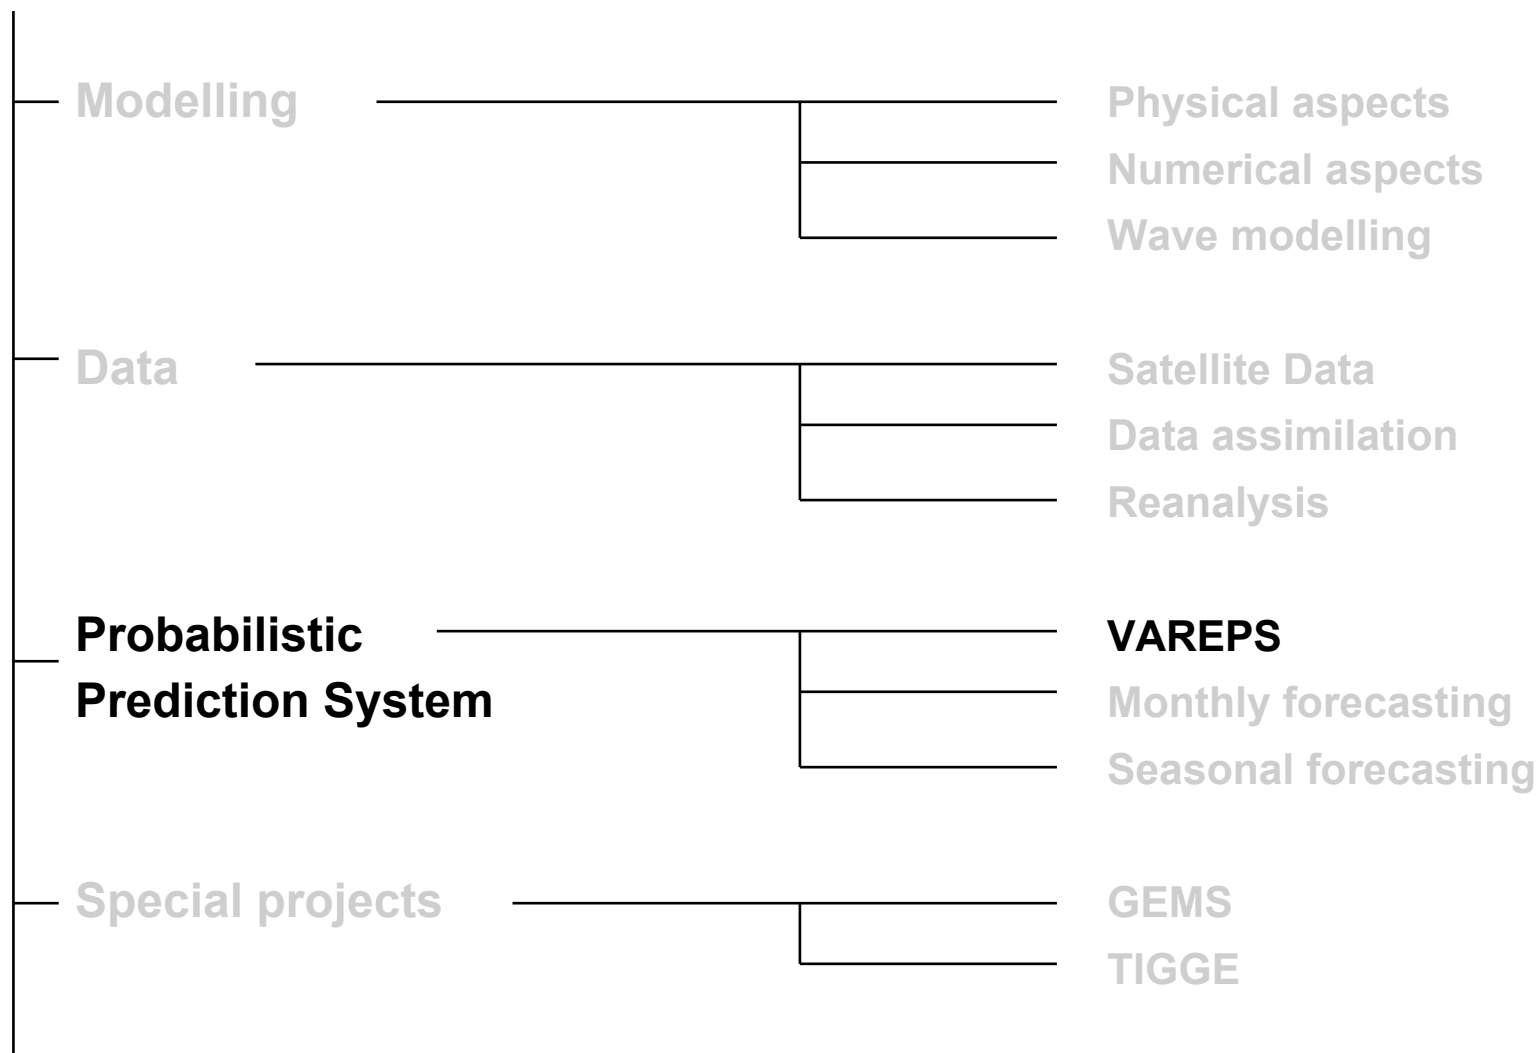 Modelling
Physical aspects
Numerical aspects
Wave modelling
Data
Satellite Data
Data assimilation
Reanalysis
Probabilistic
Prediction System
VAREPS
Monthly forecasting
Seasonal forecasting
Special projects
GEMS
TIGGE